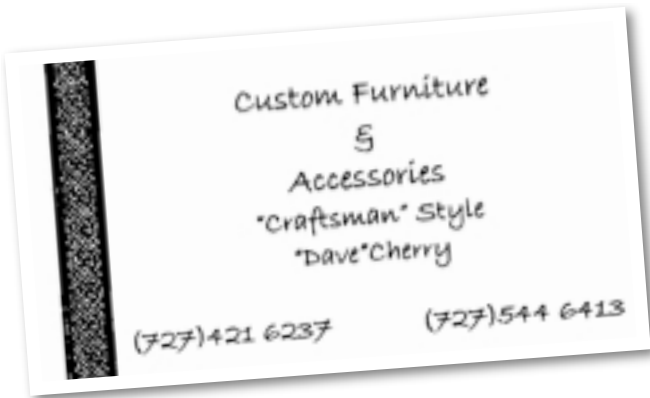 Custom Furniture
&
Accessories
"Craftsman" Style
"Dave"Cherry
(727)421 6237
(727)544 6413